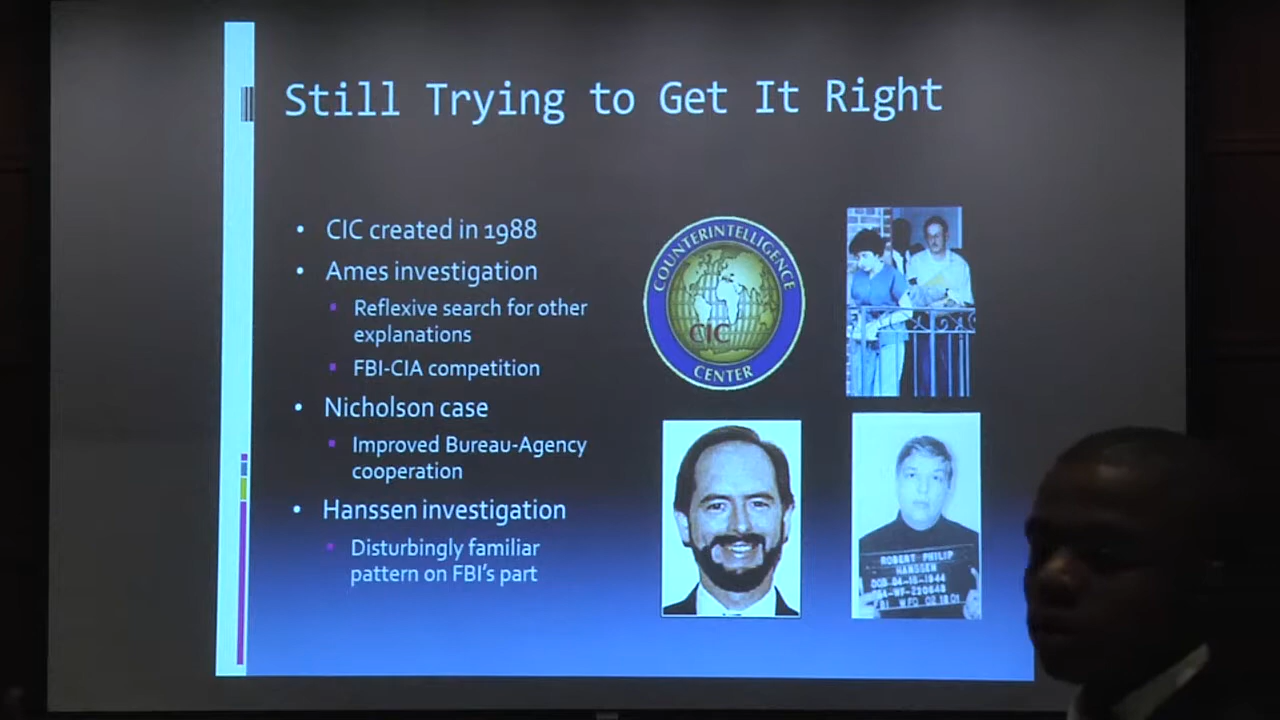 Still Trying to Get It Right
• CIC created in 1988
• Ames investigation
▪ Reflexive search for other
explanations
▪ FBI-CIA competition
• Nicholson case
▪ Improved Bureau-Agency
cooperation
• Hanssen investigation
▪ Disturbingly familiar
pattern on FBI's part
COUNTERINTELLIGENCE
CIC
CENTER
ROBERT PHILIP
HANSSEN